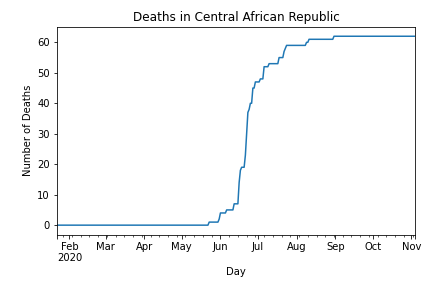 Deaths in Central African Republic
Number of Deaths
60
50
40
30
20
10
0
Feb Mar Apr May Jun Jul Aug Sep Oct Nov
2020
Day